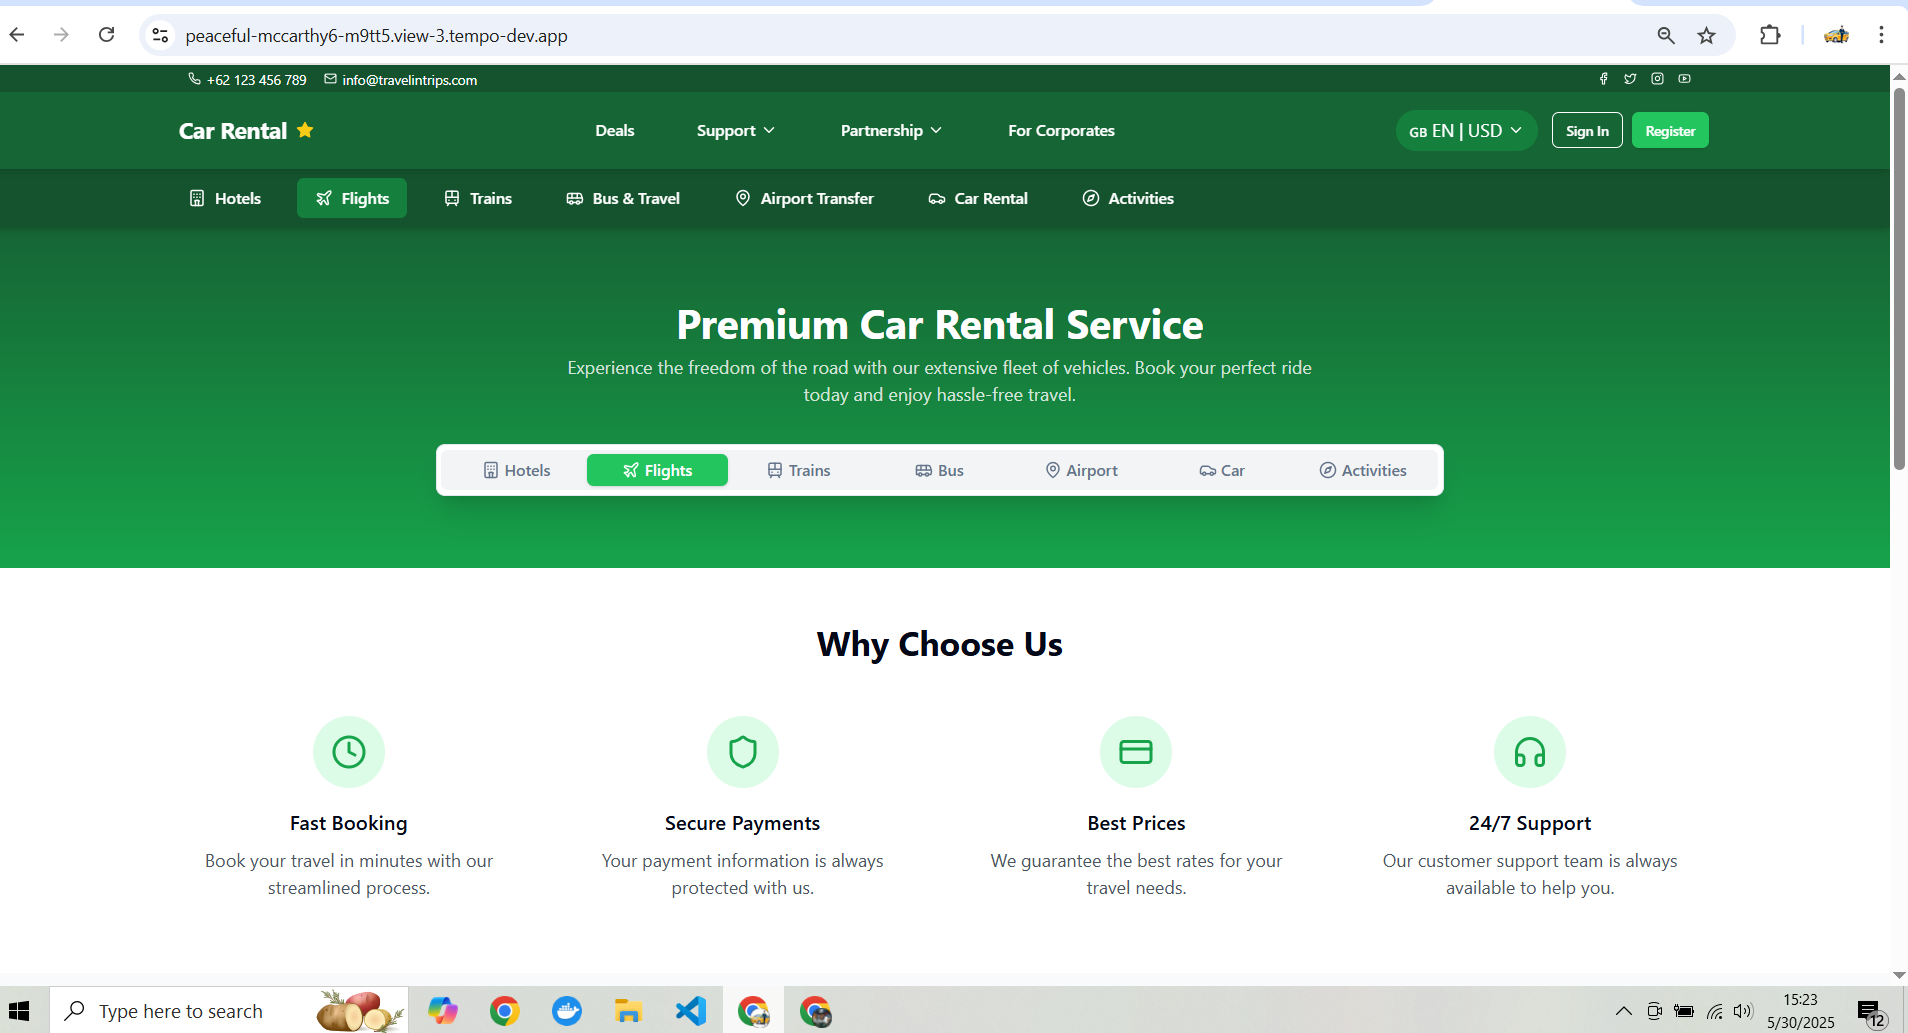 peaceful-mccarthy6-m9tt5.view-3.tempo-dev.app
+62 123 456 789 info@travelintrips.com
Car Rental Deals Support Partnership For Corporates GB EN | USD Sign In Register
Hotels Flights Trains Bus & Travel Airport Transfer Car Rental Activities
Premium Car Rental Service
Experience the freedom of the road with our extensive fleet of vehicles. Book your perfect ride
today and enjoy hassle-free travel.
Hotels Flights Trains Bus Airport Car Activities
Why Choose Us
Fast Booking
Book your travel in minutes with our
streamlined process.
Secure Payments
Your payment information is always
protected with us.
Best Prices
We guarantee the best rates for your
travel needs.
24/7 Support
Our customer support team is always
available to help you.
Type here to search
15:23
5/30/2025
12